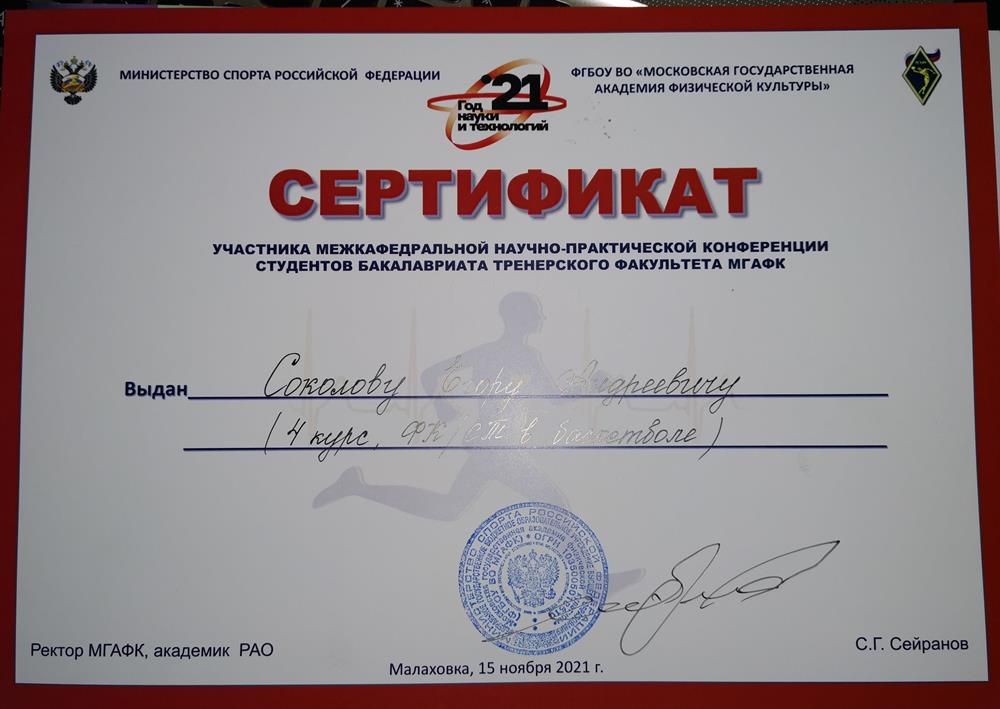 МИНИСТЕРСТВО СПОРТА РОССИЙСКОЙ ФЕДЕРАЦИИ
'21
Год
науки
и технологий
ФГБОУ ВО «МОСКОВСКАЯ ГОСУДАРСТВЕННАЯ
АКАДЕМИЯ ФИЗИЧЕСКОЙ КУЛЬТУРЫ»
СЕРТИФИКАТ
УЧАСТНИКА МЕЖКАФЕДРАЛЬНОЙ НАУЧНО-ПРАКТИЧЕСКОЙ КОНФЕРЕНЦИИ
СТУДЕНТОВ БАКАЛАВРИАТА ТРЕНЕРСКОГО ФАКУЛЬТЕТА МГАФК
Выдан Соколову Егору Андреевичу
(4 курс, в баскетболе)
Ректор МГАФК, академик РАО
С.Г. Сейранов
Малаховка, 15 ноября 2021 г.